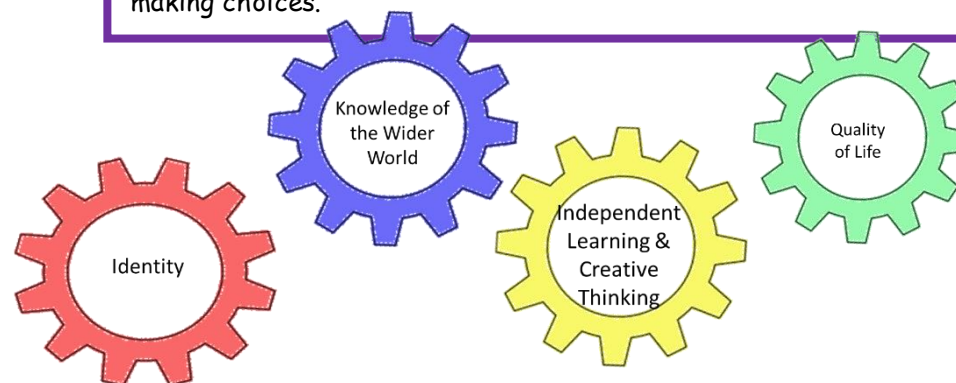 making choices.
Knowledge of
the Wider
World
Quality
of Life
Independent
Learning &
Creative
Thinking
Identity